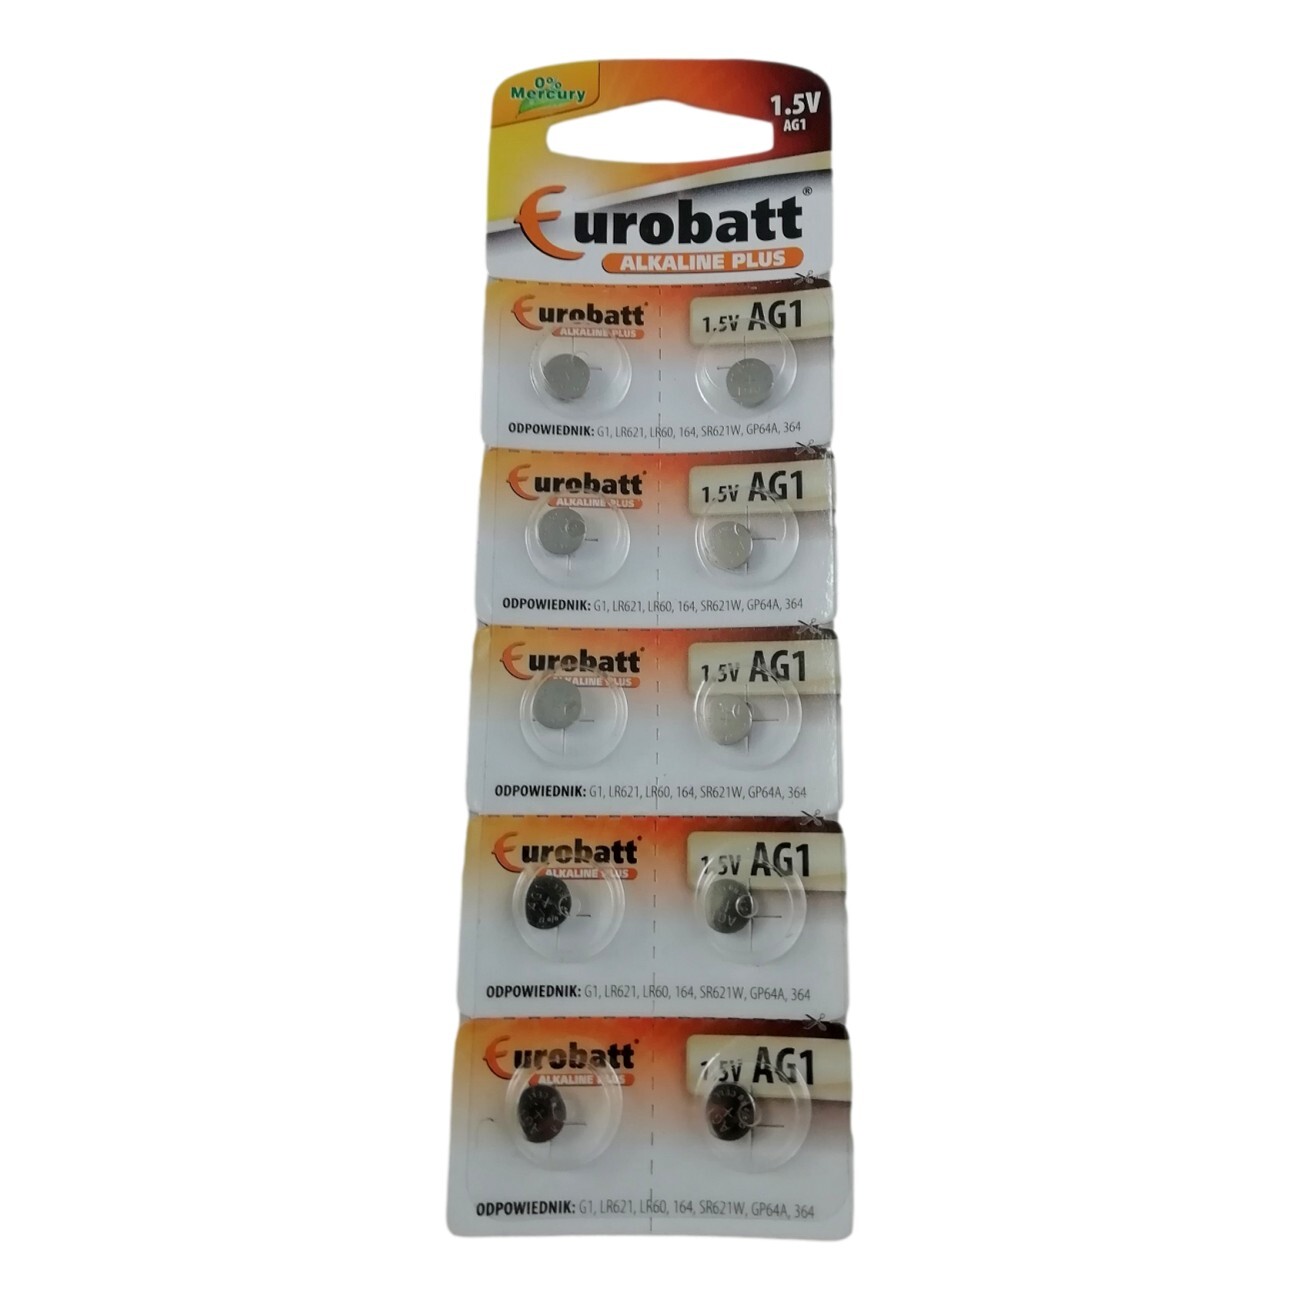 0%
Mercury
1.5V
AG1
Eurobatt®
ALKALINE PLUS
Eurobatt
1.5V AG1
ALKALINE PLUS
ODPOWIEDNIK: G1, LR621, LR60, 164, SR621W, GP64A, 364
Eurobatt
1.5V AG1
ALKALINE PLUS
ODPOWIEDNIK: G1, LR621, LR60, 164, SR621W, GP64A, 364
Eurobatt
1.5V AG1
ALKALINE PLUS
ODPOWIEDNIK: G1, LR621, LR60, 164, SR621W, GP64A, 364
Eurobatt
1.5V AG1
ALKALINE PLUS
AG1
AG
ODPOWIEDNIK: G1, LR621, LR60, 164, SR621W, GP64A, 364
Eurobatt
1.5V AG1
ALKALINE PLUS
ODPOWIEDNIK: G1, LR621, LR60, 164, SR621W, GP64A, 364